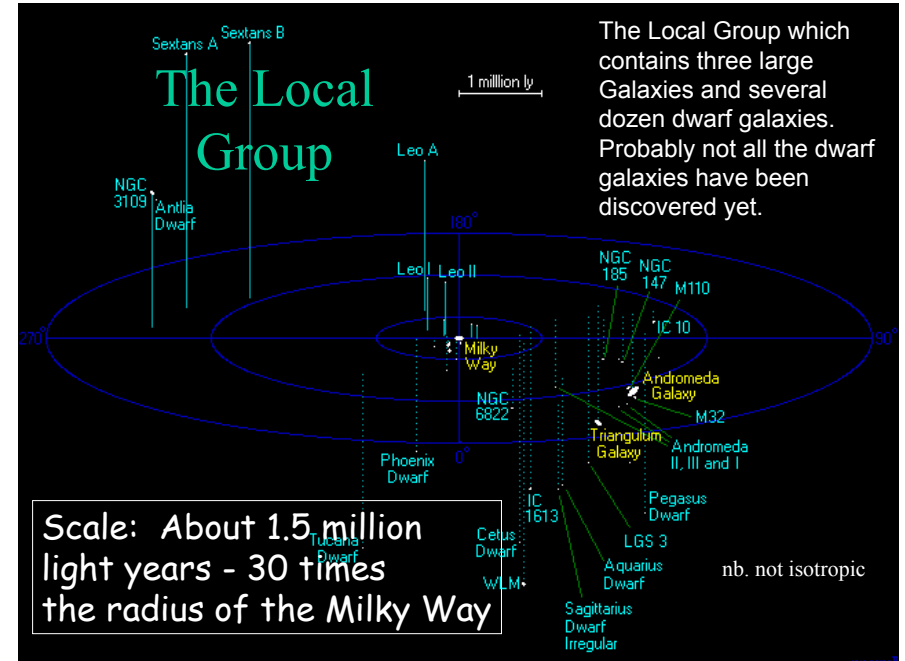 Sextans A
Sextans B
The Local
Group
1 milllion ly
The Local Group which
contains three large
Galaxies and several
dozen dwarf galaxies.
Probably not all the dwarf
galaxies have been
discovered yet.
Leo A
NGC
3109
Antlia
Dwarf
180°
Leo I
Leo II
NGC
185
NGC
147
M110
IC 10
270°
90°
Milky
Way
Andromeda
Galaxy
NGC
6822
M32
Triangulum
Galaxy
Andromeda
II, III and I
0°
Phoenix
Dwarf
Pegasus
Dwarf
IC
1613
LGS 3
Cetus
Dwarf
Tucana
Dwarf
Aquarius
Dwarf
WLM
Sagittarius
Dwarf
Irregular
Scale: About 1.5 million
light years - 30 times
the radius of the Milky Way
nb. not isotropic